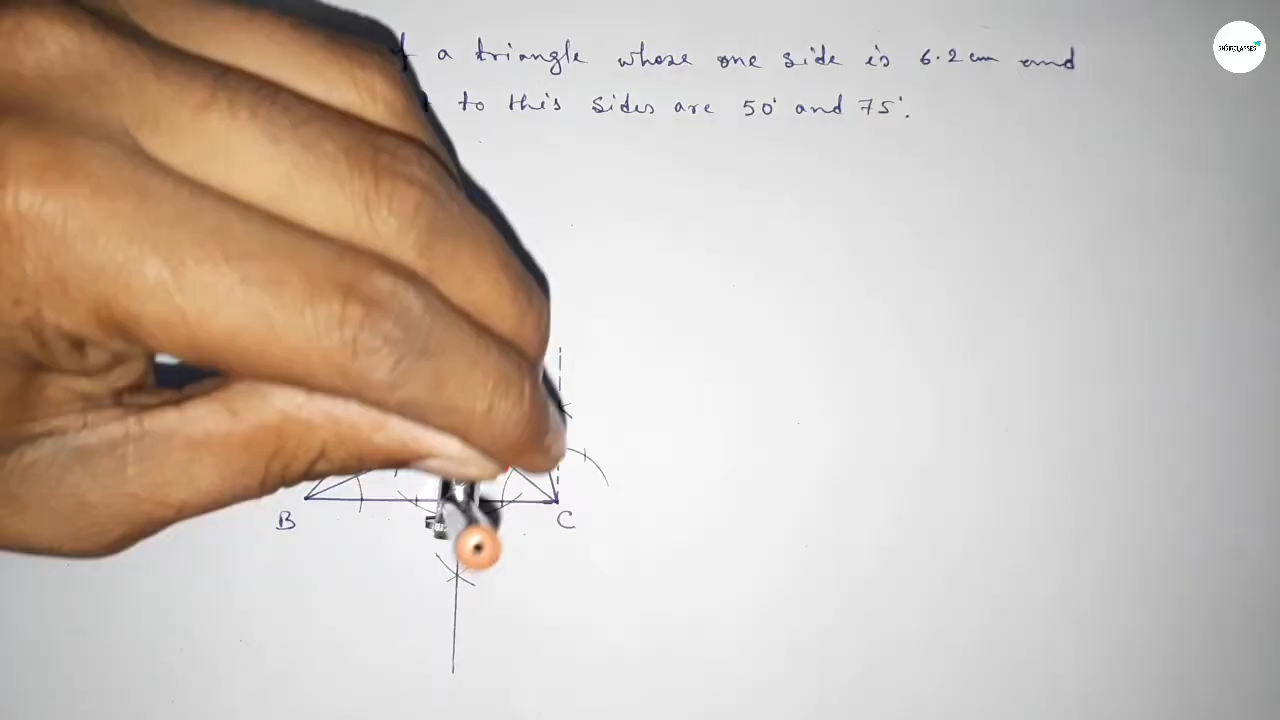 a triangle whose one side is 6.2 cm and
to this sides are 50° and 75°.
B
C